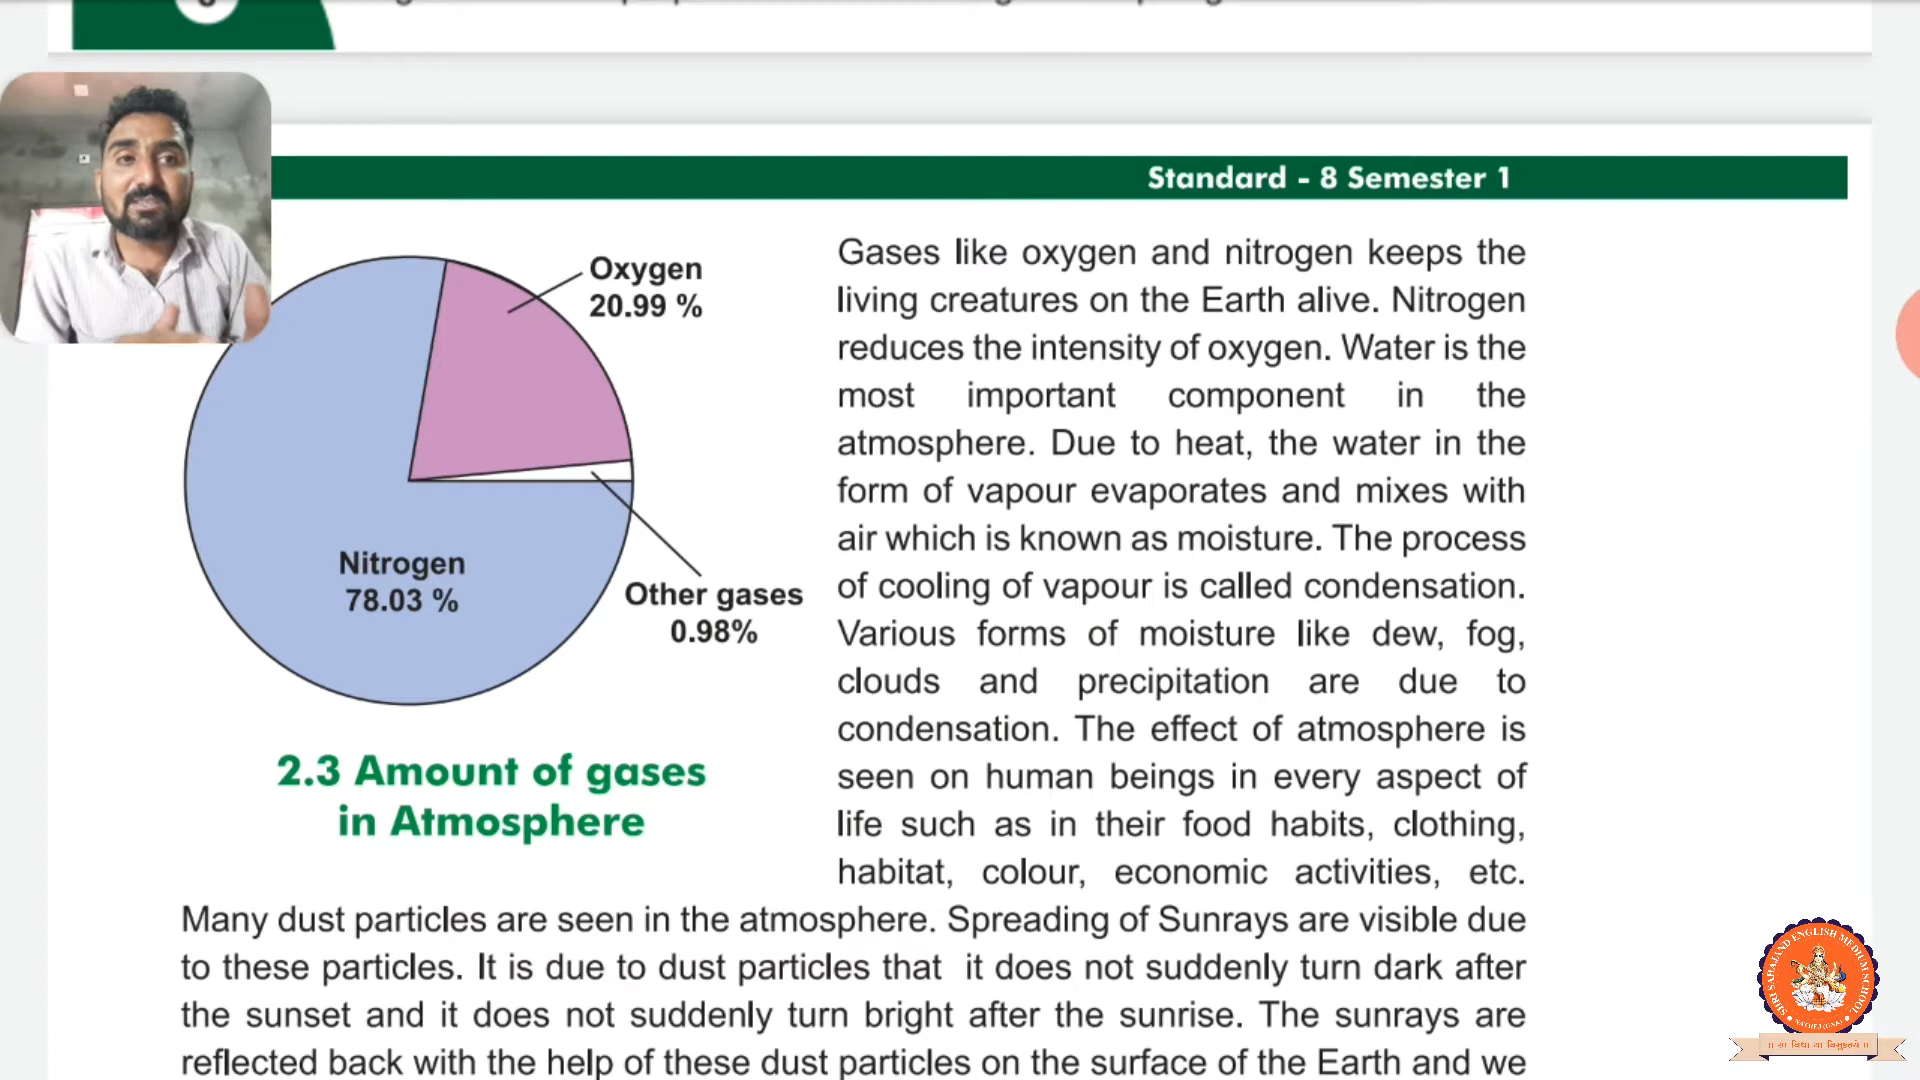 Standard - 8 Semester 1
Oxygen
20.99 %
Nitrogen
78.03 %
Other gases
0.98%
2.3 Amount of gases
in Atmosphere
Gases like oxygen and nitrogen keeps the
living creatures on the Earth alive. Nitrogen
reduces the intensity of oxygen. Water is the
most important component in the
atmosphere. Due to heat, the water in the
form of vapour evaporates and mixes with
air which is known as moisture. The process
of cooling of vapour is called condensation.
Various forms of moisture like dew, fog,
clouds and precipitation are due to
condensation. The effect of atmosphere is
seen on human beings in every aspect of
life such as in their food habits, clothing,
habitat, colour, economic activities, etc.
Many dust particles are seen in the atmosphere. Spreading of Sunrays are visible due
to these particles. It is due to dust particles that it does not suddenly turn dark after
the sunset and it does not suddenly turn bright after the sunrise. The sunrays are
reflected back with the help of these dust particles on the surface of the Earth and we
SHRI SAHAJANAND ENGLISH MEDIUM SCHOOL
॥ सा विद्या या विमुक्तये ॥